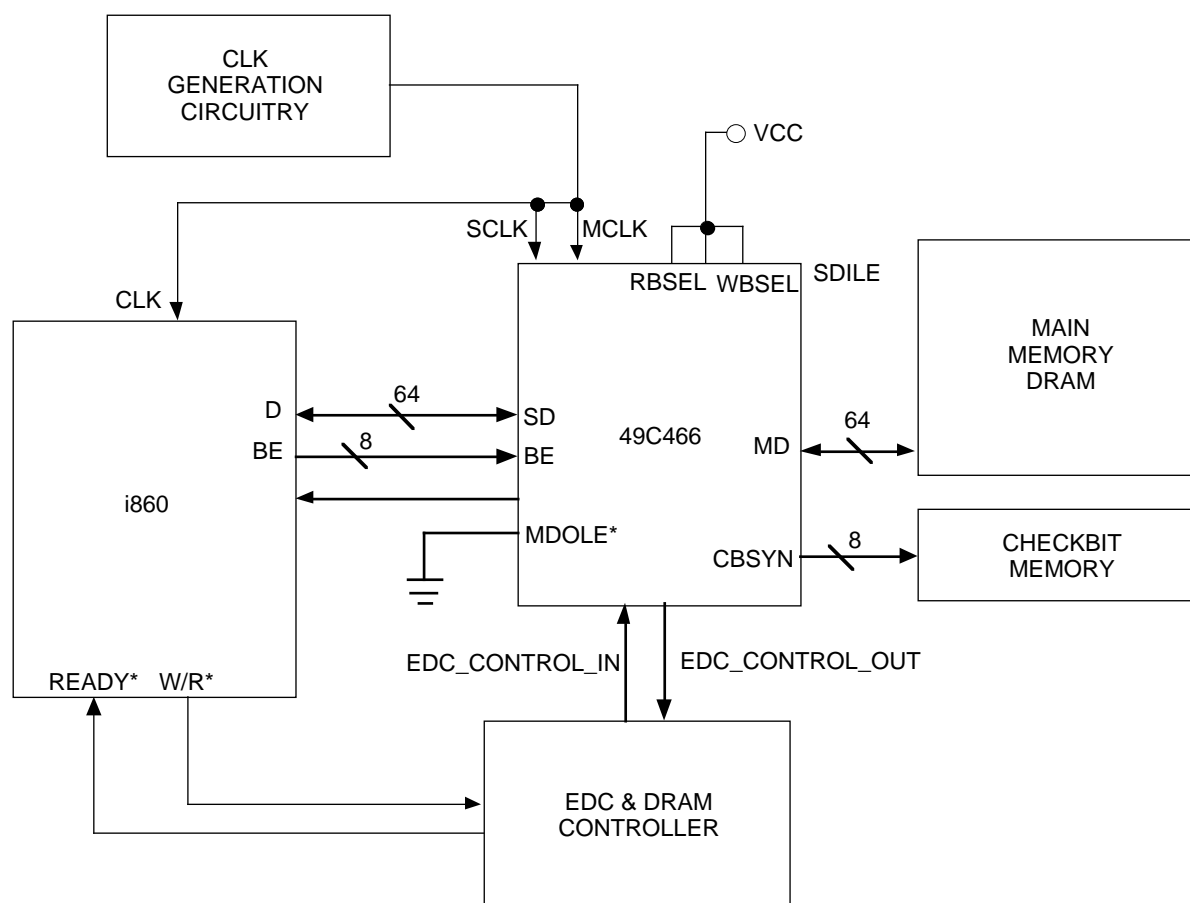 CLK
GENERATION
CIRCUITRY
VCC
SCLK
MCLK
RBSEL
WBSEL
SDILE
CLK
MAIN
MEMORY
DRAM
64
D
SD
49C466
64
MD
8
BE
BE
i860
MDOLE*
8
CBSYN
CHECKBIT
MEMORY
EDC_CONTROL_IN
EDC_CONTROL_OUT
READY*
W/R*
EDC & DRAM
CONTROLLER